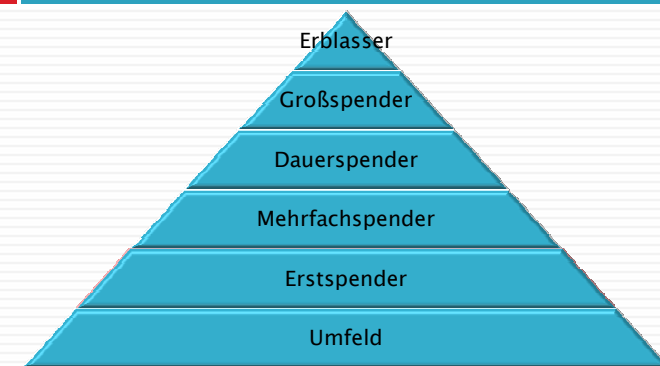 Erblasser
Großspender
Dauerspender
Mehrfachspender
Erstspender
Umfeld